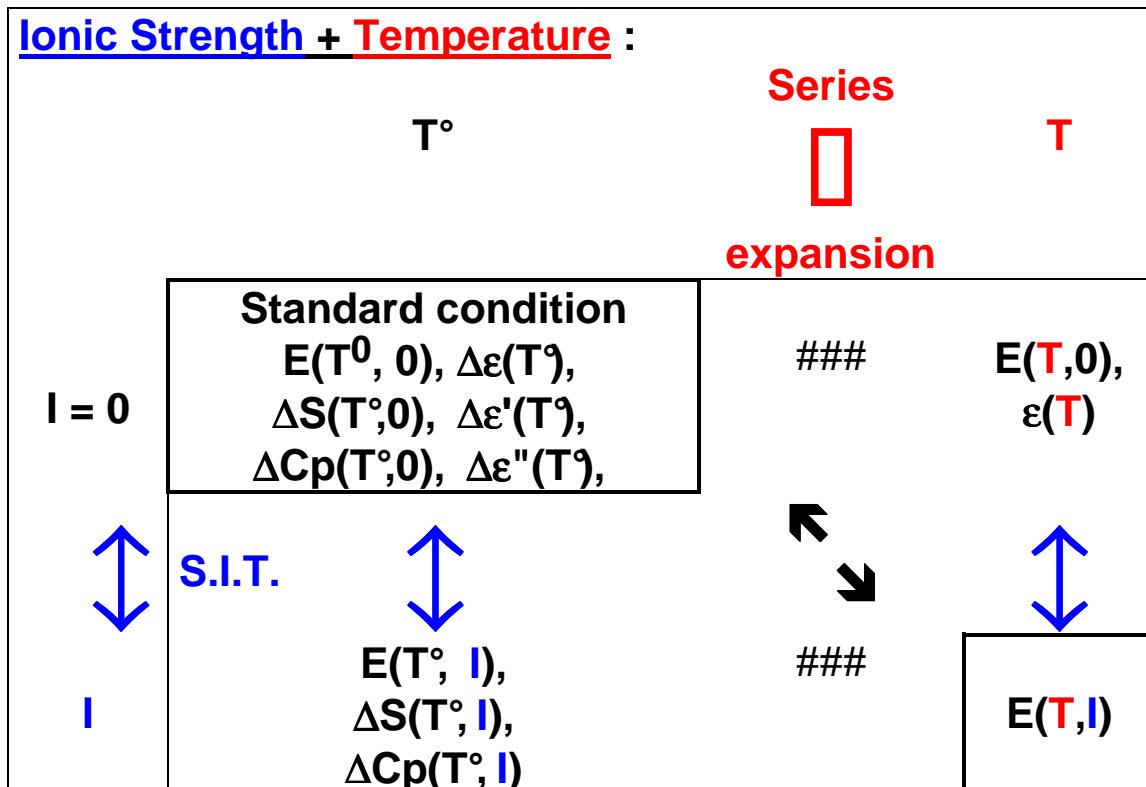 Ionic Strength + Temperature :
Series
T°
T
expansion
Standard condition
E(T⁰, 0), Δε(T°),
ΔS(T°,0), Δε'(T°),
ΔCp(T°,0), Δε"(T°),
I = 0
###
E(T,0),
ε(T)
S.I.T.
I
E(T°, I),
ΔS(T°, I),
ΔCp(T°, I)
###
E(T,I)